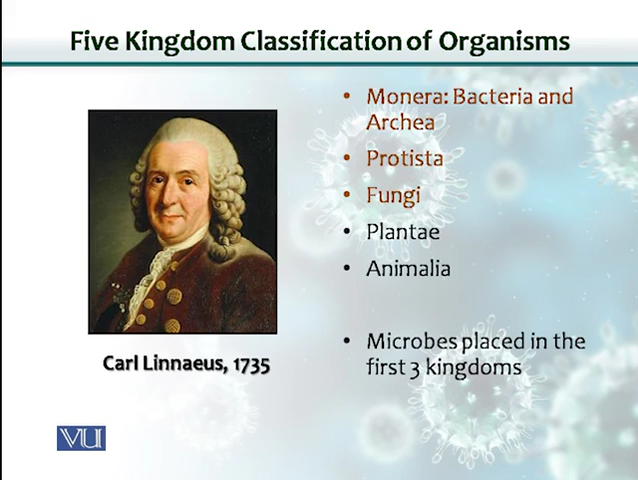 Five Kingdom Classification of Organisms
• Monera: Bacteria and
Archea
• Protista
• Fungi
• Plantae
• Animalia
• Microbes placed in the
first 3 kingdoms
Carl Linnaeus, 1735
VU